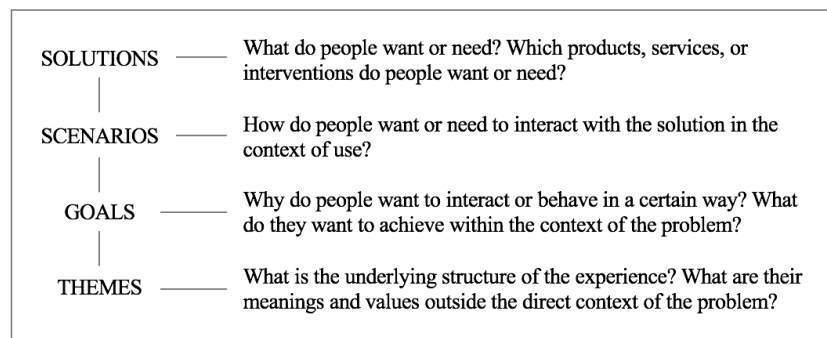 SOLUTIONS
What do people want or need? Which products, services, or
interventions do people want or need?
SCENARIOS
How do people want or need to interact with the solution in the
context of use?
GOALS
Why do people want to interact or behave in a certain way? What
do they want to achieve within the context of the problem?
THEMES
What is the underlying structure of the experience? What are their
meanings and values outside the direct context of the problem?